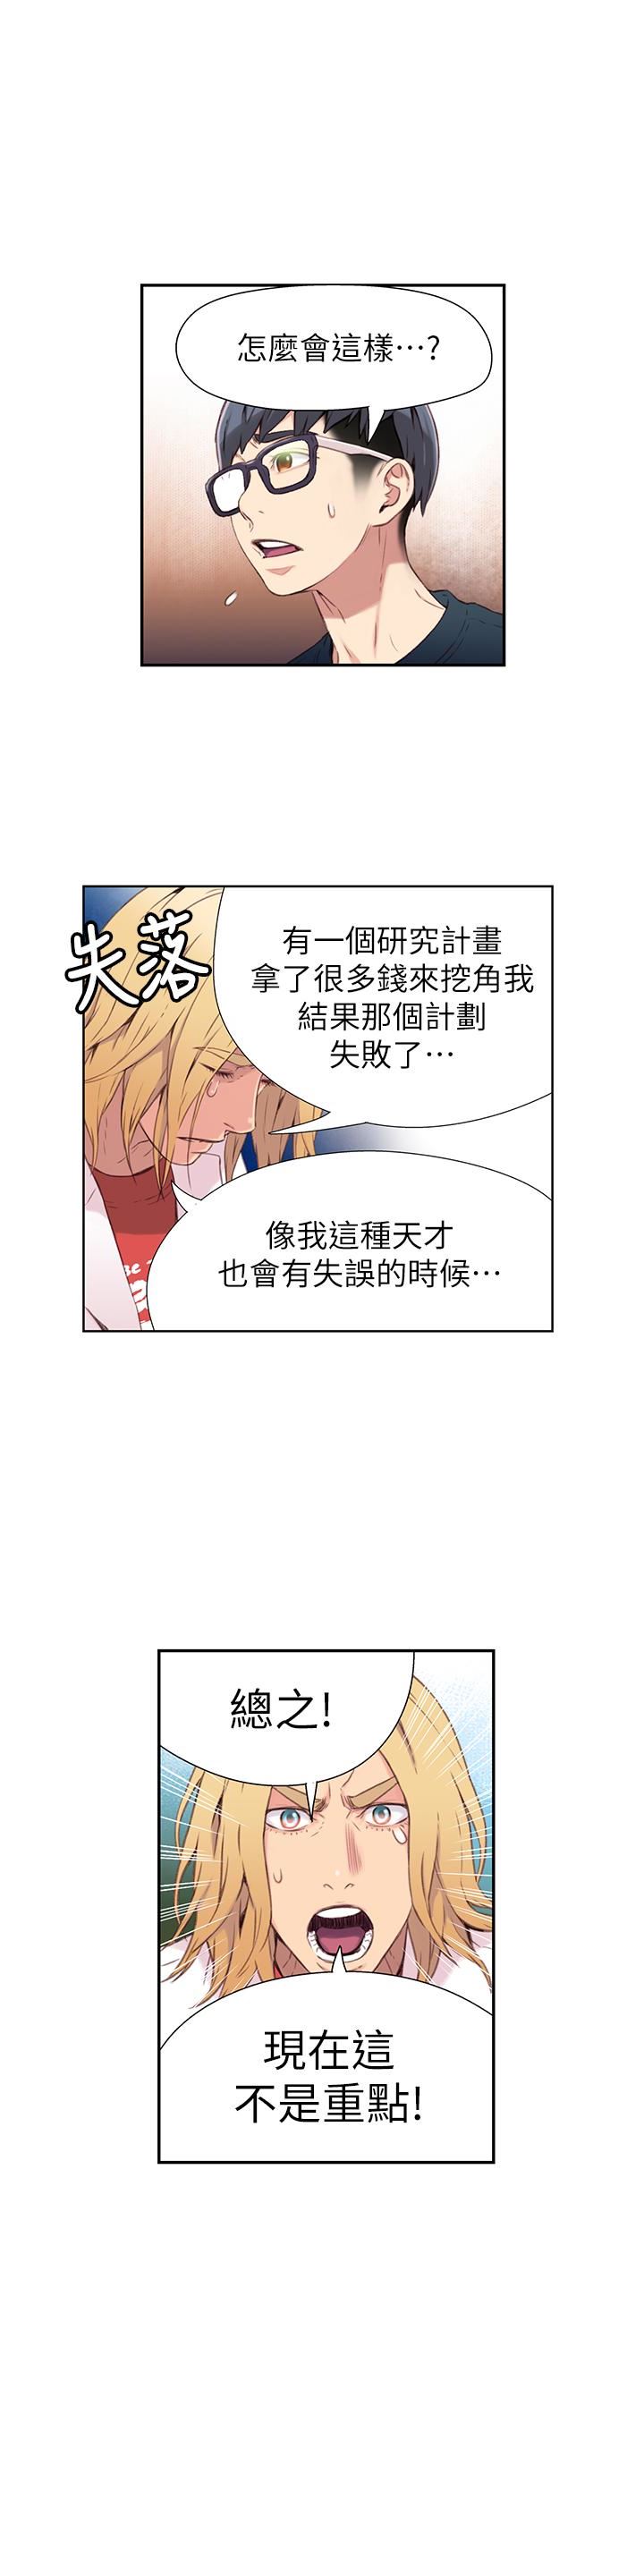 怎麼會這樣…?
失落
有一個研究計畫
拿了很多錢來挖角我
結果那個計劃
失敗了…
像我這種天才
也會有失誤的時候…
總之!
現在這
不是重點!